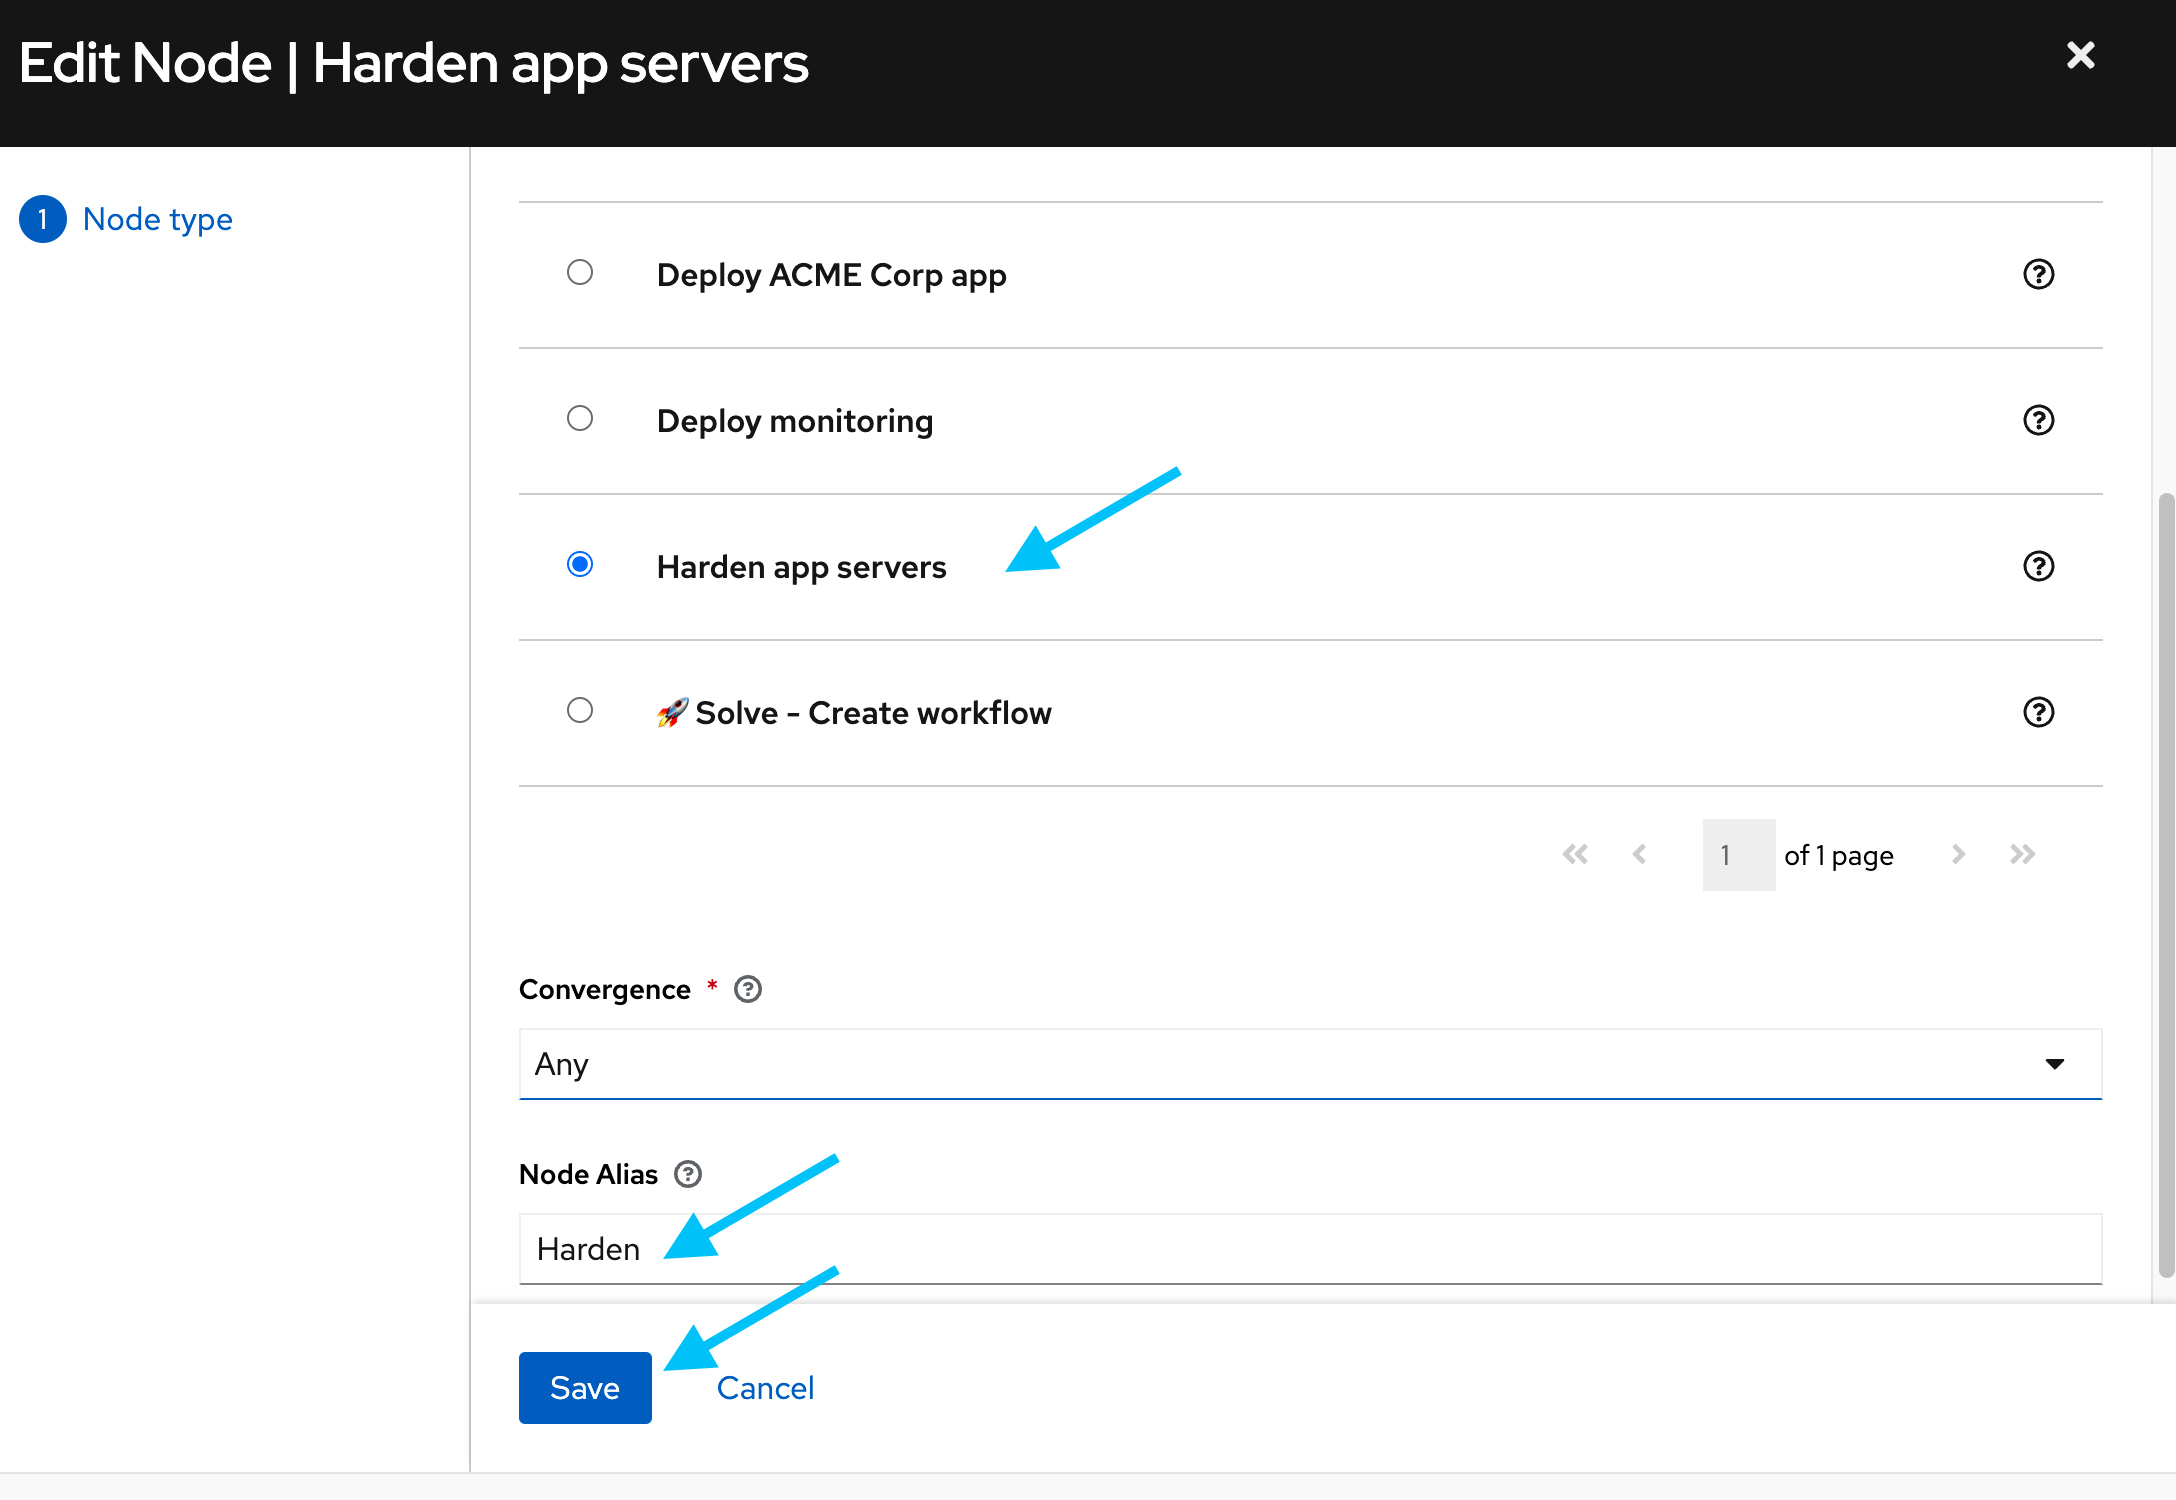 Edit Node | Harden app servers
1 Node type
Deploy ACME Corp app
Deploy monitoring
Harden app servers
🚀 Solve - Create workflow
1 of 1 page
Convergence *
Any
Node Alias
Harden
Save Cancel